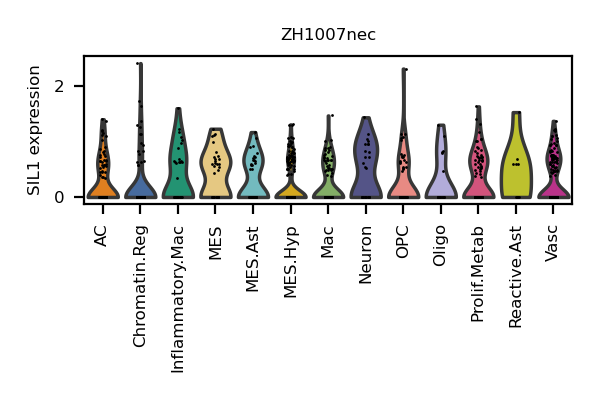 ZH1007nec
SIL1 expression
2
0
AC
Chromatin.Reg
Inflammatory.Mac
MES
MES.Ast
MES.Hyp
Mac
Neuron
OPC
Oligo
Prolif.Metab
Reactive.Ast
Vasc